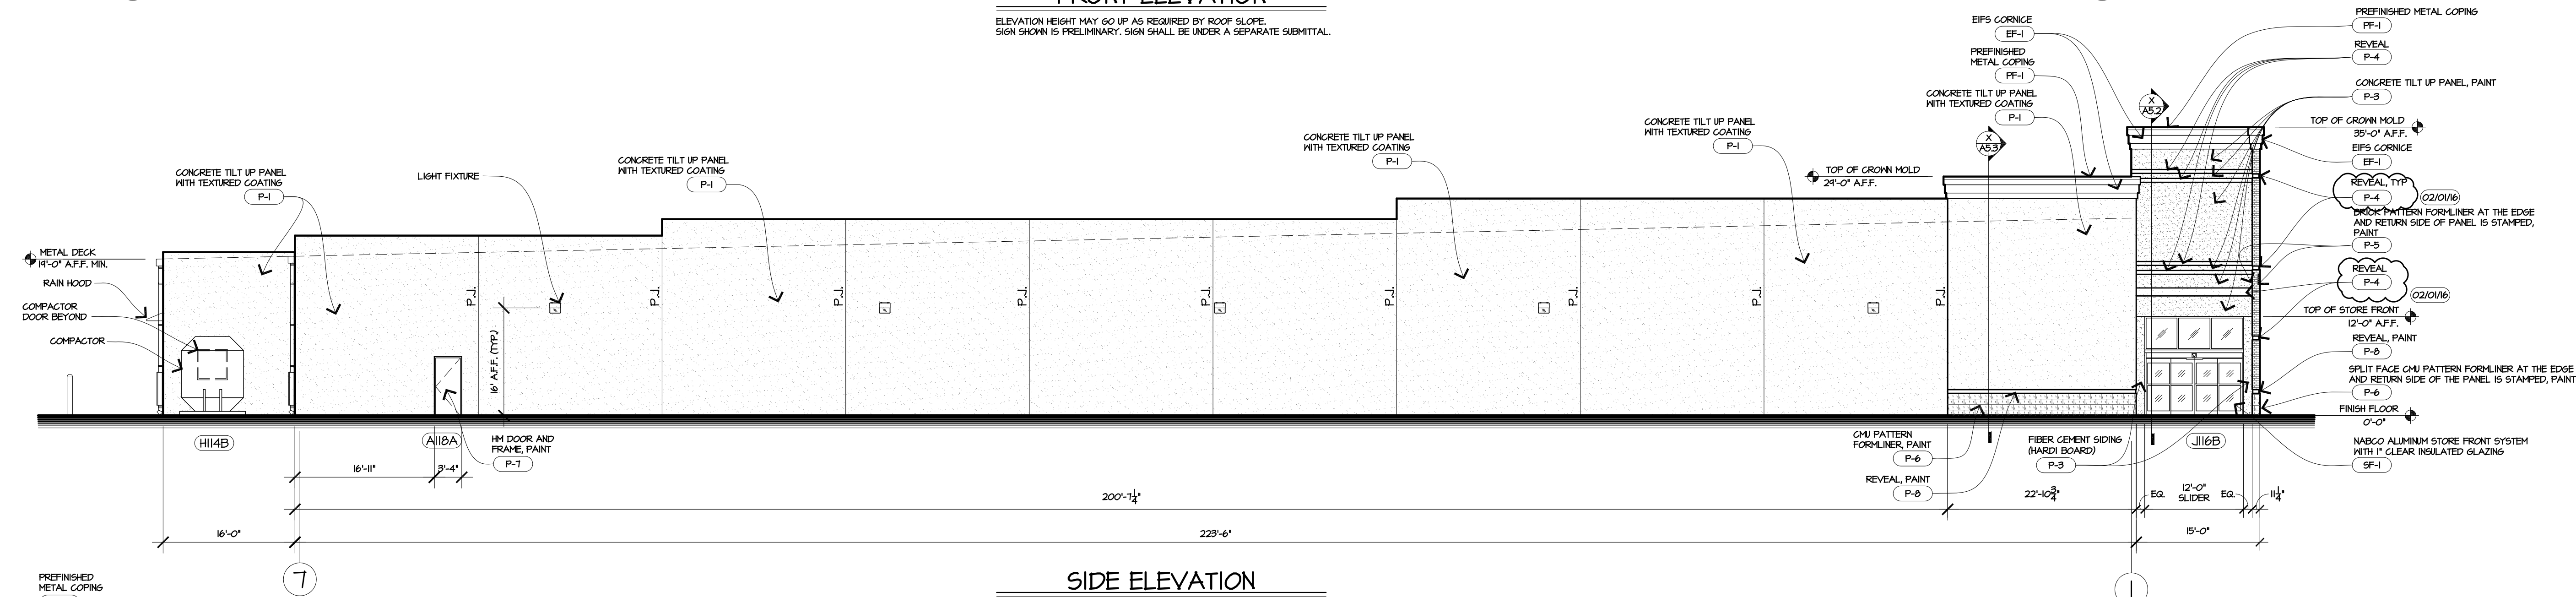 FRONT ELEVATION
ELEVATION HEIGHT MAY GO UP AS REQUIRED BY ROOF SLOPE.
SIGN SHOWN IS PRELIMINARY. SIGN SHALL BE UNDER A SEPARATE SUBMITTAL.
CONCRETE TILT UP PANEL
WITH TEXTURED COATING
P-1
LIGHT FIXTURE
CONCRETE TILT UP PANEL
WITH TEXTURED COATING
P-1
CONCRETE TILT UP PANEL
WITH TEXTURED COATING
P-1
CONCRETE TILT UP PANEL
WITH TEXTURED COATING
P-1
TOP OF CROWN MOLD
29'-0" A.F.F.
EIFS CORNICE
EF-1
PREFINISHED
METAL COPING
PF-1
CONCRETE TILT UP PANEL
WITH TEXTURED COATING
P-1
X
A5.3
X
A5.2
PREFINISHED METAL COPING
PF-1
REVEAL
P-4
CONCRETE TILT UP PANEL, PAINT
P-3
TOP OF CROWN MOLD
35'-0" A.F.F.
EIFS CORNICE
EF-1
REVEAL, TYP
P-4
02/01/16
BRICK PATTERN FORMLINER AT THE EDGE
AND RETURN SIDE OF PANEL IS STAMPED,
PAINT
P-5
REVEAL
P-4
02/01/16
TOP OF STORE FRONT
12'-0" A.F.F.
REVEAL, PAINT
P-8
SPLIT FACE CMU PATTERN FORMLINER AT THE EDGE
AND RETURN SIDE OF THE PANEL IS STAMPED, PAINT
P-6
FINISH FLOOR
0'-0"
NABCO ALUMINUM STORE FRONT SYSTEM
WITH 1" CLEAR INSULATED GLAZING
SF-1
METAL DECK
19'-0" A.F.F. MIN.
RAIN HOOD
COMPACTOR
DOOR BEYOND
COMPACTOR
P.J.
P.J.
P.J.
P.J.
P.J.
P.J.
P.J.
P.J.
P.J.
16' A.F.F. (TYP.)
H114B
A118A
HM DOOR AND
FRAME, PAINT
P-7
CMU PATTERN
FORMLINER, PAINT
P-6
REVEAL, PAINT
P-8
FIBER CEMENT SIDING
(HARDI BOARD)
P-3
J116B
16'-11"
3'-4"
200'-7 1/4"
22'-10 3/4"
EQ.
12'-0"
SLIDER
EQ.
11 1/4"
16'-0"
223'-6"
15'-0"
7
SIDE ELEVATION
1
PREFINISHED
METAL COPING